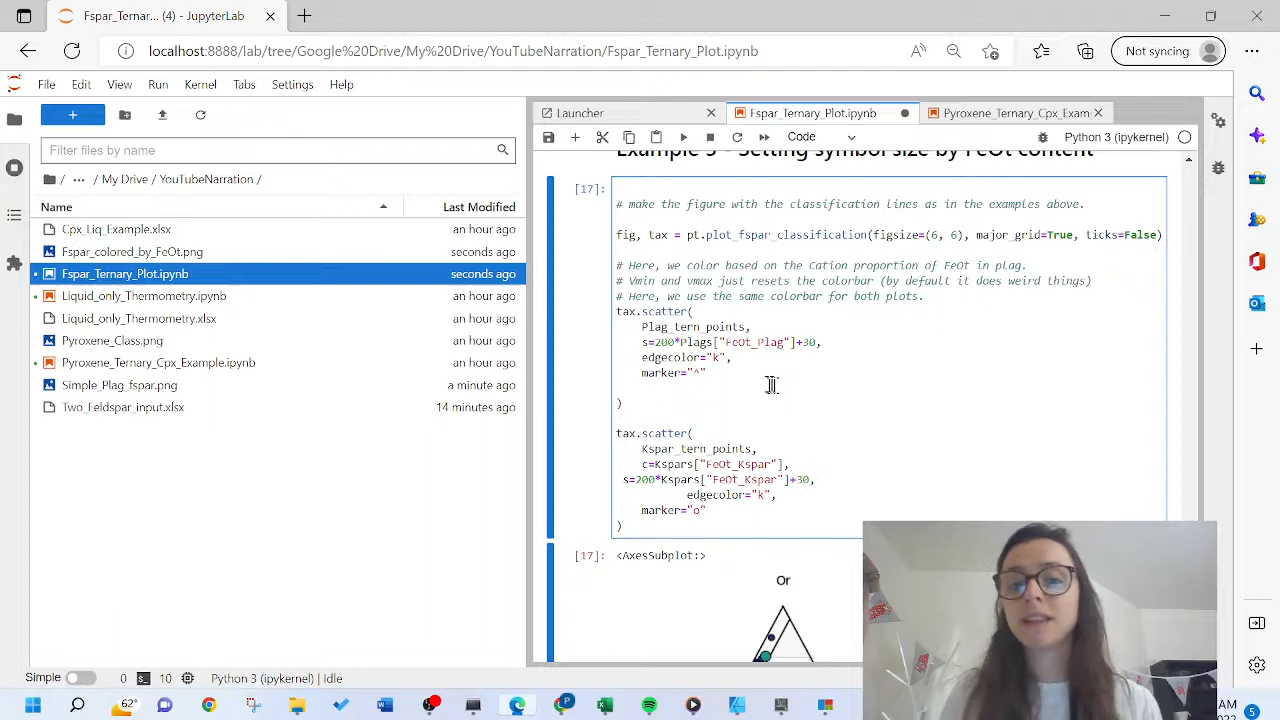 Fspar_Ternar... (4) - JupyterLab
localhost:8888/lab/tree/Google%20Drive/My%20Drive/YouTubeNarration/Fspar_Ternary_Plot.ipynb
Not syncing
File Edit View Run Kernel Tabs Settings Help
Launcher
Fspar_Ternary_Plot.ipynb
Pyroxene_Ternary_Cpx_Exam
Code
Python 3 (ipykernel)
Filter files by name
/ ... / My Drive / YouTubeNarration /
Name Last Modified
Cpx_Liq_Example.xlsx an hour ago
Fspar_colored_by_FeOt.png seconds ago
Fspar_Ternary_Plot.ipynb seconds ago
Liquid_only_Thermometry.ipynb an hour ago
Liquid_only_Thermometry.xlsx an hour ago
Pyroxene_Class.png an hour ago
Pyroxene_Ternary_Cpx_Example.ipynb an hour ago
Simple_Plag_fspar.png a minute ago
Two_Feldspar_input.xlsx 14 minutes ago
Setting symbol size by FeOt content
[17]:
# make the figure with the classification lines as in the examples above.
fig, tax = pt.plot_fspar_classification(figsize=(6, 6), major_grid=True, ticks=False)
# Here, we color based on the Cation proportion of FeOt in plag.
# Vmin and vmax just resets the colorbar (by default it does weird things)
# Here, we use the same colorbar for both plots.
tax.scatter(
Plag_tern_points,
s=200*Plags["FeOt_Plag"]+30,
edgecolor="k",
marker="^"
)
tax.scatter(
Kspar_tern_points,
c=Kspars["FeOt_Kspar"],
s=200*Kspars["FeOt_Kspar"]+30,
edgecolor="k",
marker="o"
)
[17]: <AxesSubplot:>
Or
Simple 0 10 Python 3 (ipykernel) | Idle
62°
AM
5